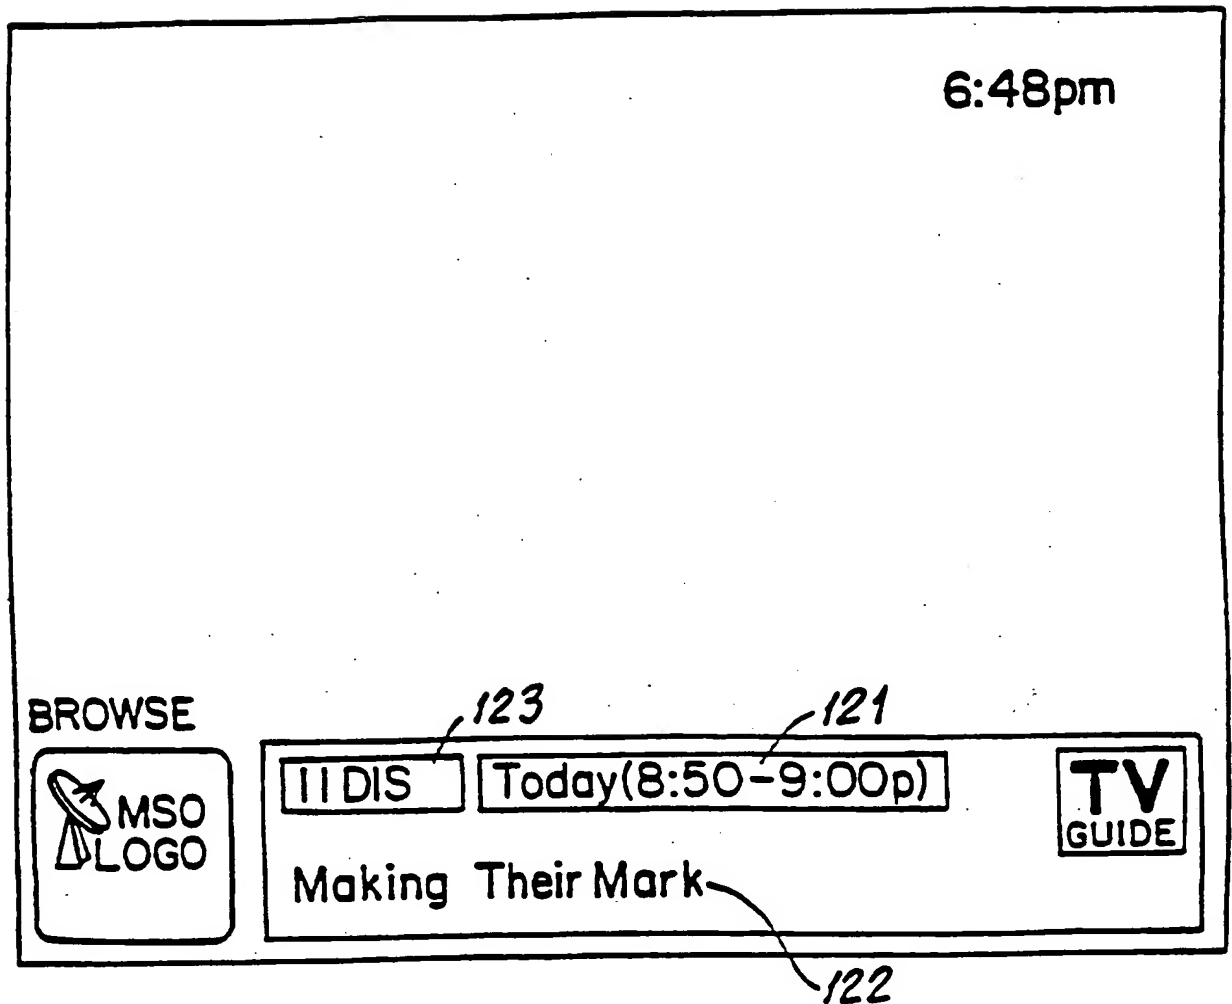 6:48pm
BROWSE
123
121
MSO
LOGO
11 DIS
Today(8:50-9:00p)
TV
GUIDE
Making Their Mark
122